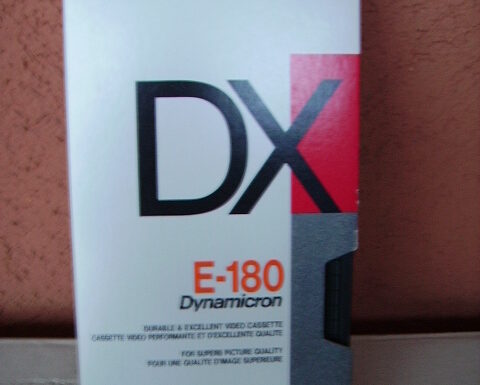 DX
E-180
Dynamicron
DURABLE & EXCELLENT VIDEO CASSETTE
CASSETTE VIDEO PERFORMANTE ET D'EXCELLENTE QUALITE
FOR SUPERB PICTURE QUALITY
POUR UNE QUALITE D'IMAGE SUPERIEURE